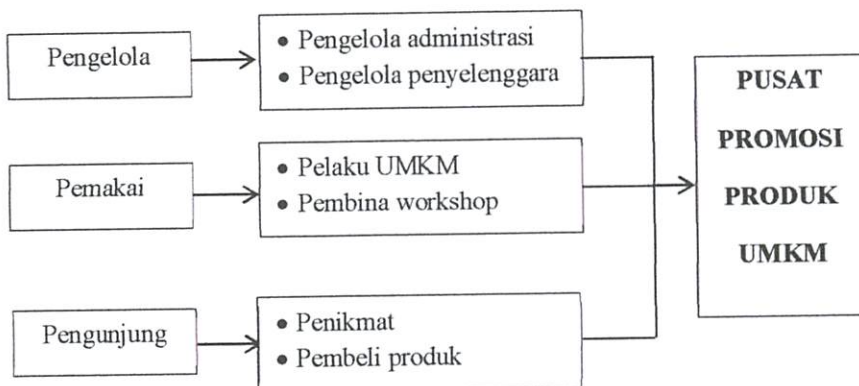 Pengelola
• Pengelola administrasi
• Pengelola penyelenggara
Pemakai
• Pelaku UMKM
• Pembina workshop
Pengunjung
• Penikmat
• Pembeli produk
PUSAT
PROMOSI
PRODUK
UMKM